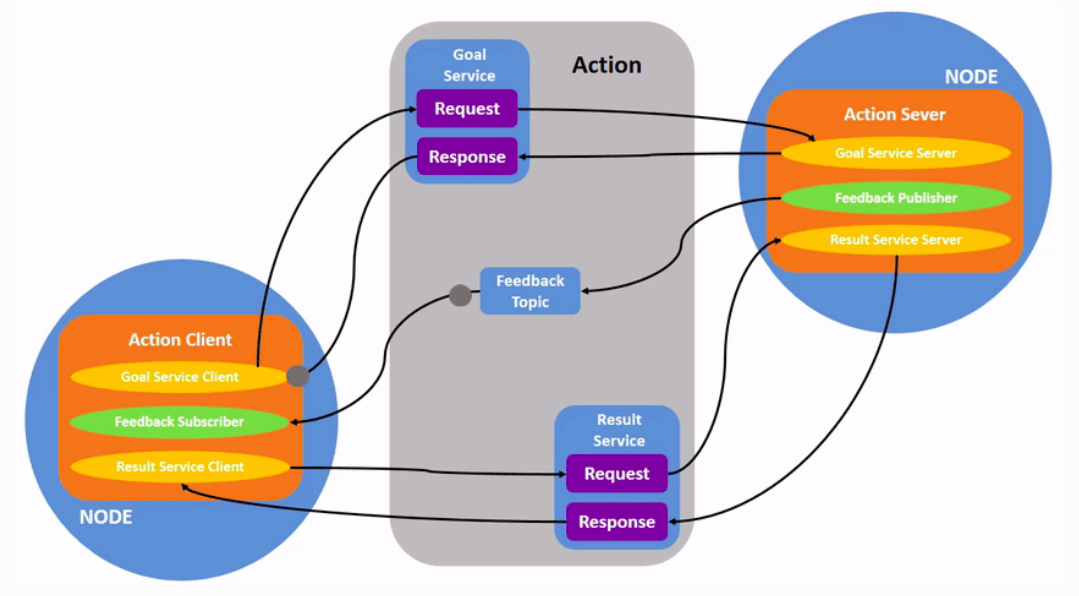 Goal
Service
Request
Response
Action
NODE
Action Sever
Goal Service Server
Feedback Publisher
Result Service Server
Feedback
Topic
Action Client
Goal Service Client
Feedback Subscriber
Result Service Client
NODE
Result
Service
Request
Response